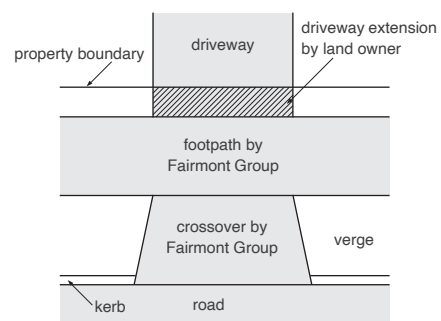 driveway
driveway extension
by land owner
property boundary
footpath by
Fairmont Group
crossover by
Fairmont Group
verge
kerb
road